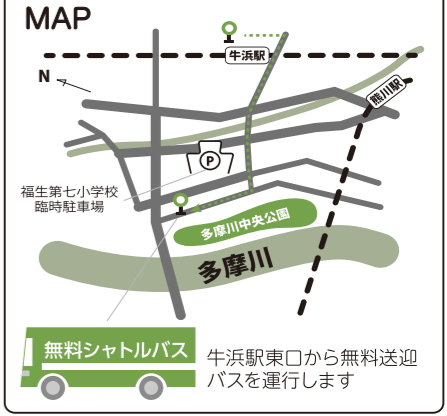 MAP
牛浜駅
N
熊川駅
P
福生第七小学校
臨時駐車場
多摩川中央公園
多摩川
無料シャトルバス
牛浜駅東口から無料送迎
バスを運行します